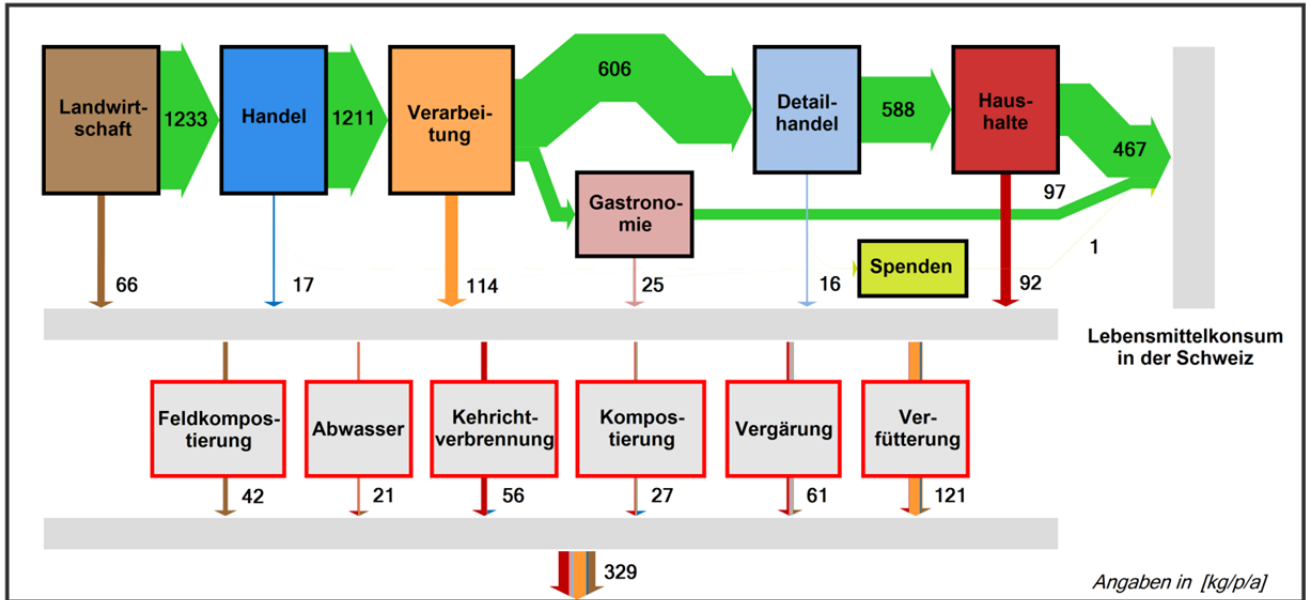 Landwirt-
schaft
1233
Handel
1211
Verarbei-
tung
606
Detail-
handel
588
Haus-
halte
467
97
Gastrono-
mie
1
Spenden
66
17
114
25
16
92
Lebensmittelkonsum
in der Schweiz
Feldkompos-
tierung
Abwasser
Kehricht-
verbrennung
Kompos-
tierung
Vergärung
Ver-
fütterung
42
21
56
27
61
121
329
Angaben in [kg/p/a]